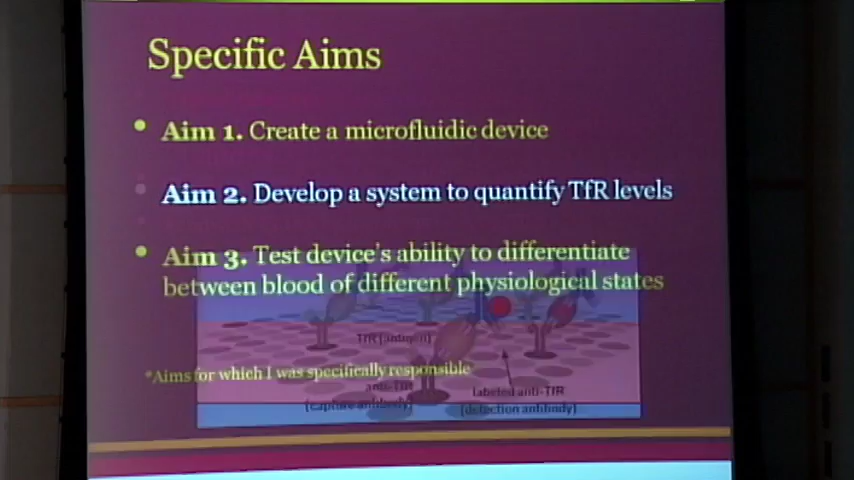 Specific Aims
• Aim 1. Create a microfluidic device
• Aim 2. Develop a system to quantify TfR levels
• Aim 3. Test device's ability to differentiate
between blood of different physiological states
TfR (antigen)
*Aims for which I was specifically responsible
anti-TfR
(capture antibody)
labeled anti-TfR
(detection antibody)